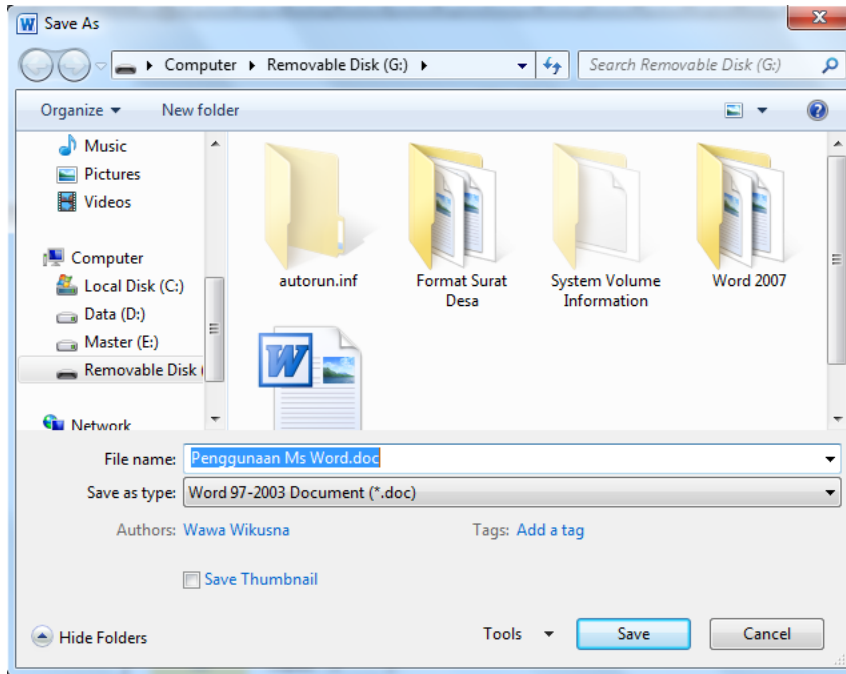 Save As
Computer Removable Disk (G:)
Search Removable Disk (G:)
Organize New folder
Music
Pictures
Videos
Computer
Local Disk (C:)
Data (D:)
Master (E:)
Removable Disk (
Network
autorun.inf
Format Surat
Desa
System Volume
Information
Word 2007
W
File name: Penggunaan Ms Word.doc
Save as type: Word 97-2003 Document (*.doc)
Authors: Wawa Wikusna Tags: Add a tag
Save Thumbnail
Hide Folders Tools Save Cancel